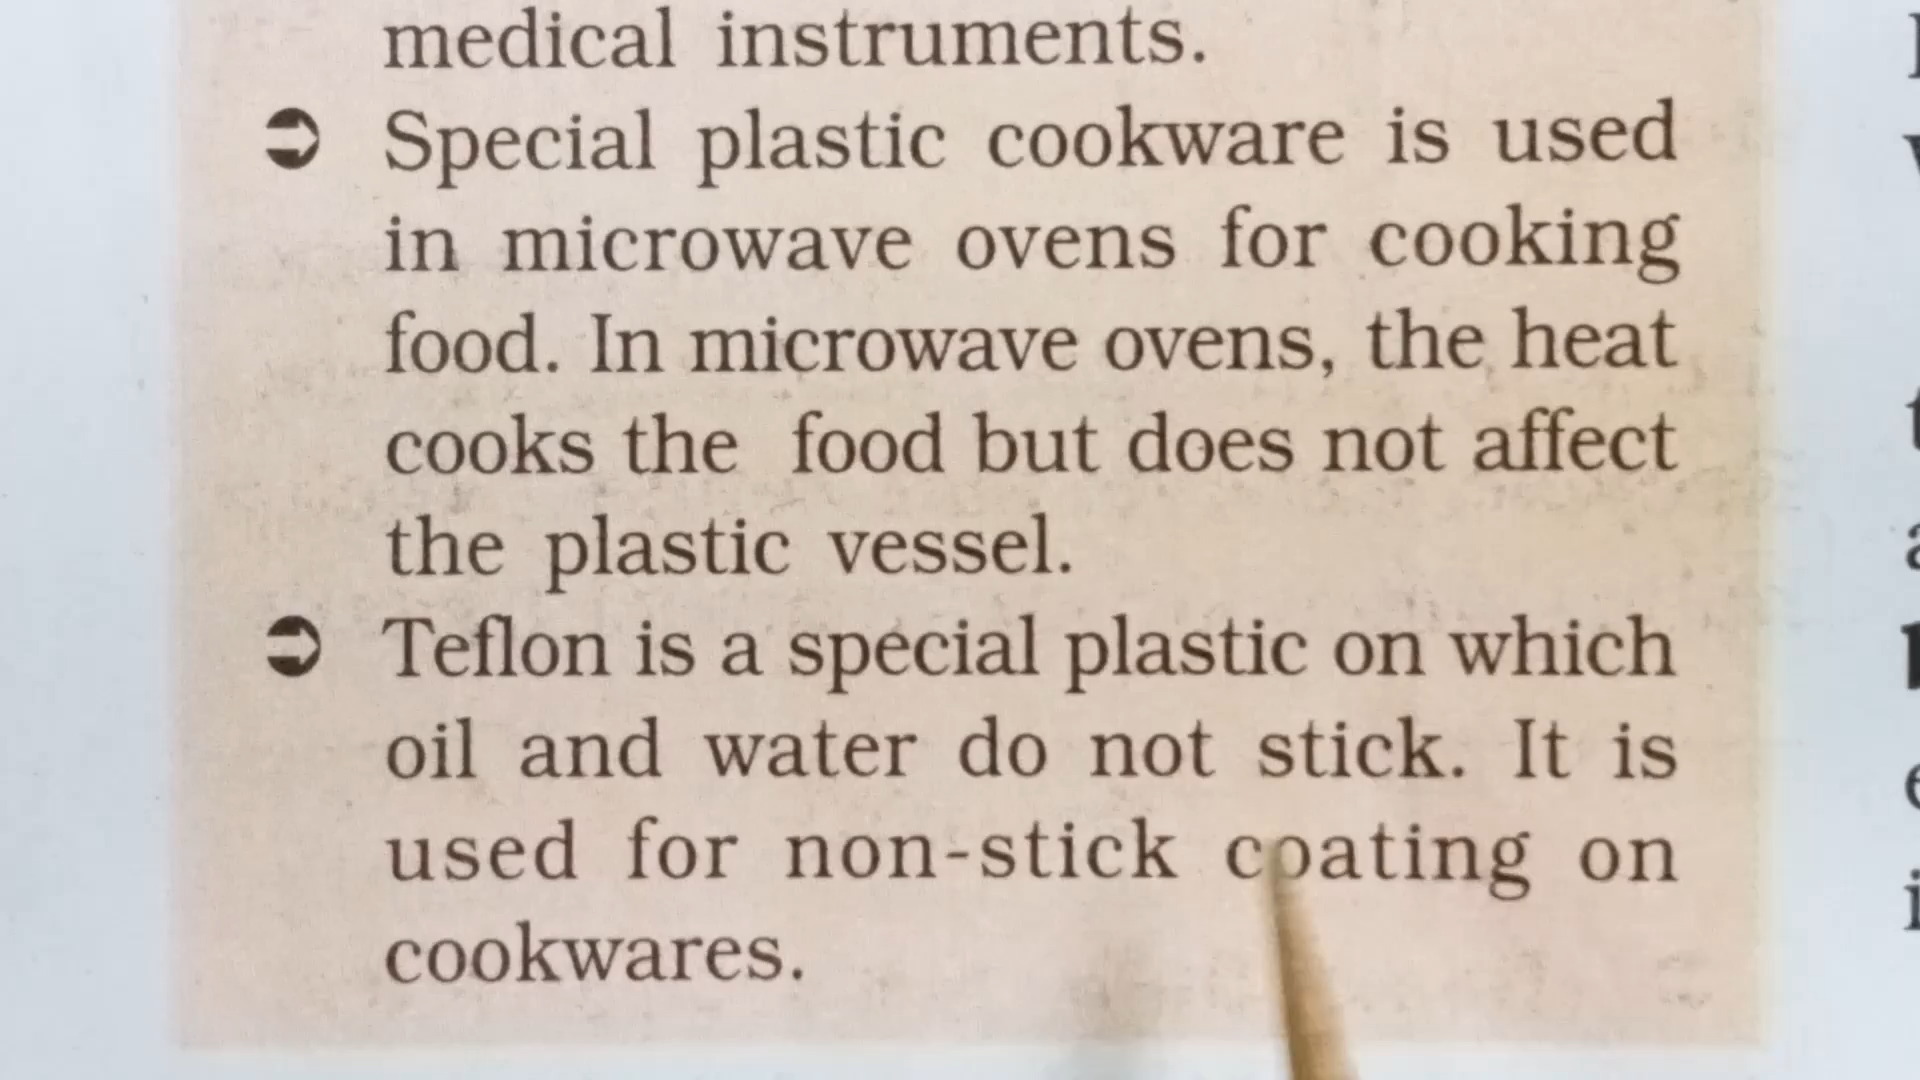 medical instruments.
➲ Special plastic cookware is used
in microwave ovens for cooking
food. In microwave ovens, the heat
cooks the food but does not affect
the plastic vessel.
➲ Teflon is a special plastic on which
oil and water do not stick. It is
used for non-stick coating on
cookwares.